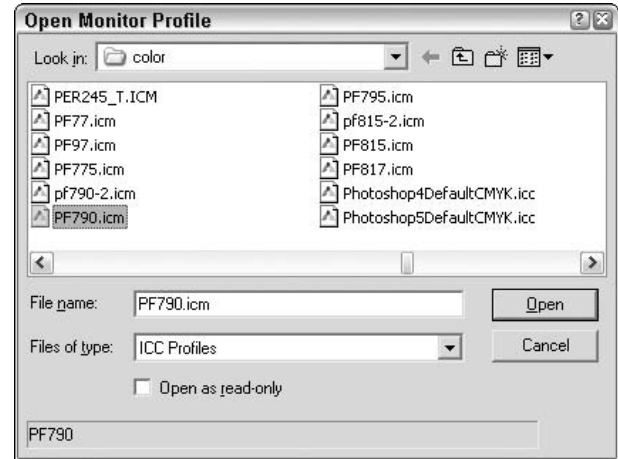 Open Monitor Profile
Look in: color
PER245_T.ICM
PF77.icm
PF97.icm
PF775.icm
pf790-2.icm
PF790.icm
PF795.icm
pf815-2.icm
PF815.icm
PF817.icm
Photoshop4DefaultCMYK.icc
Photoshop5DefaultCMYK.icc
File name: PF790.icm Open
Files of type: ICC Profiles Cancel
Open as read-only
PF790